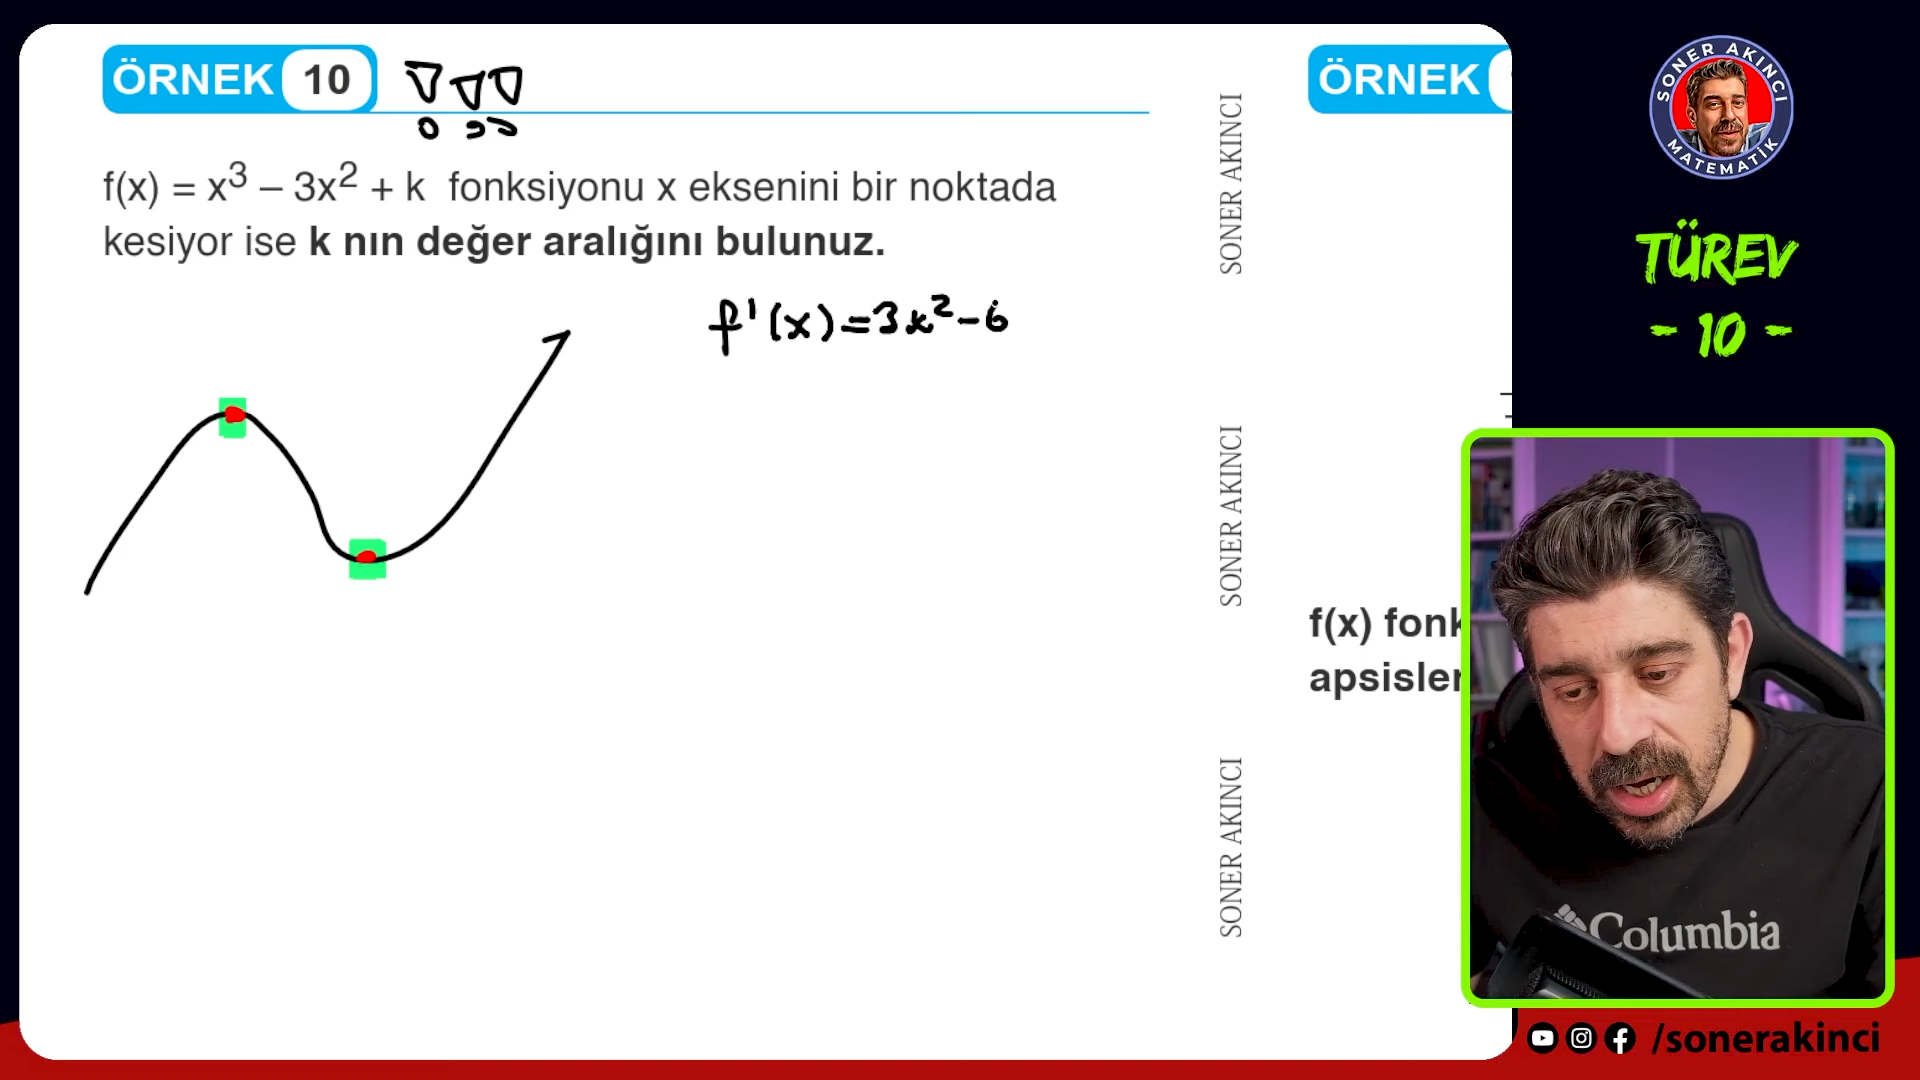 ÖRNEK 10
f(x) = x³ – 3x² + k fonksiyonu x eksenini bir noktada
kesiyor ise k nın değer aralığını bulunuz.
f'(x)=3x²-6
SONER AKINCI
SONER AKINCI
SONER AKINCI
ÖRNEK
f(x) fonk
apsisler
SONER AKINCI
MATEMATİK
TÜREV
- 10 -
Columbia
/sonerakinci